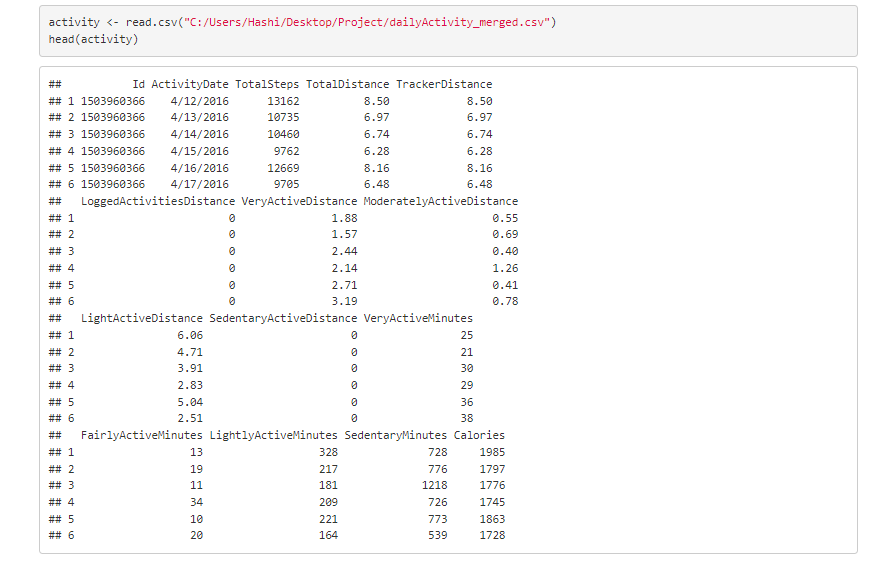 activity <- read.csv("C:/Users/Hashi/Desktop/Project/dailyActivity_merged.csv")
head(activity)
##           Id ActivityDate TotalSteps TotalDistance TrackerDistance
## 1 1503960366    4/12/2016      13162          8.50            8.50
## 2 1503960366    4/13/2016      10735          6.97            6.97
## 3 1503960366    4/14/2016      10460          6.74            6.74
## 4 1503960366    4/15/2016       9762          6.28            6.28
## 5 1503960366    4/16/2016      12669          8.16            8.16
## 6 1503960366    4/17/2016       9705          6.48            6.48
##   LoggedActivitiesDistance VeryActiveDistance ModeratelyActiveDistance
## 1                        0               1.88                     0.55
## 2                        0               1.57                     0.69
## 3                        0               2.44                     0.40
## 4                        0               2.14                     1.26
## 5                        0               2.71                     0.41
## 6                        0               3.19                     0.78
##   LightActiveDistance SedentaryActiveDistance VeryActiveMinutes
## 1                6.06                       0                25
## 2                4.71                       0                21
## 3                3.91                       0                30
## 4                2.83                       0                29
## 5                5.04                       0                36
## 6                2.51                       0                38
##   FairlyActiveMinutes LightlyActiveMinutes SedentaryMinutes Calories
## 1                  13                  328              728     1985
## 2                  19                  217              776     1797
## 3                  11                  181             1218     1776
## 4                  34                  209              726     1745
## 5                  10                  221              773     1863
## 6                  20                  164              539     1728